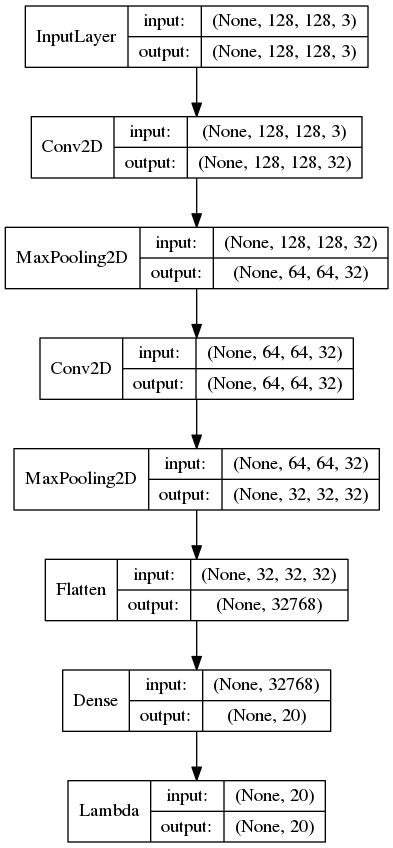 InputLayer
input: (None, 128, 128, 3)
output: (None, 128, 128, 3)
Conv2D
input: (None, 128, 128, 3)
output: (None, 128, 128, 32)
MaxPooling2D
input: (None, 128, 128, 32)
output: (None, 64, 64, 32)
Conv2D
input: (None, 64, 64, 32)
output: (None, 64, 64, 32)
MaxPooling2D
input: (None, 64, 64, 32)
output: (None, 32, 32, 32)
Flatten
input: (None, 32, 32, 32)
output: (None, 32768)
Dense
input: (None, 32768)
output: (None, 20)
Lambda
input: (None, 20)
output: (None, 20)